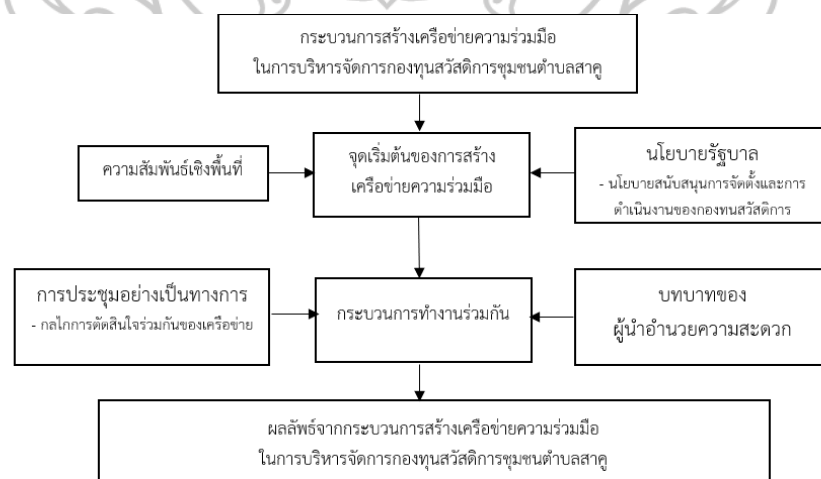 กระบวนการสร้างเครือข่ายความร่วมมือ
ในการบริหารจัดการกองทุนสวัสดิการชุมชนตำบลสาคู
ความสัมพันธ์เชิงพื้นที่
จุดเริ่มต้นของการสร้าง
เครือข่ายความร่วมมือ
นโยบายรัฐบาล
- นโยบายสนับสนุนการจัดตั้งและการ
ดำเนินงานของกองทนสวัสดิการ
การประชุมอย่างเป็นทางการ
- กลไกการตัดสินใจร่วมกันของเครือข่าย
กระบวนการทำงานร่วมกัน
บทบาทของ
ผู้นำอำนวยความสะดวก
ผลลัพธ์จากกระบวนการสร้างเครือข่ายความร่วมมือ
ในการบริหารจัดการกองทุนสวัสดิการชุมชนตำบลสาคู